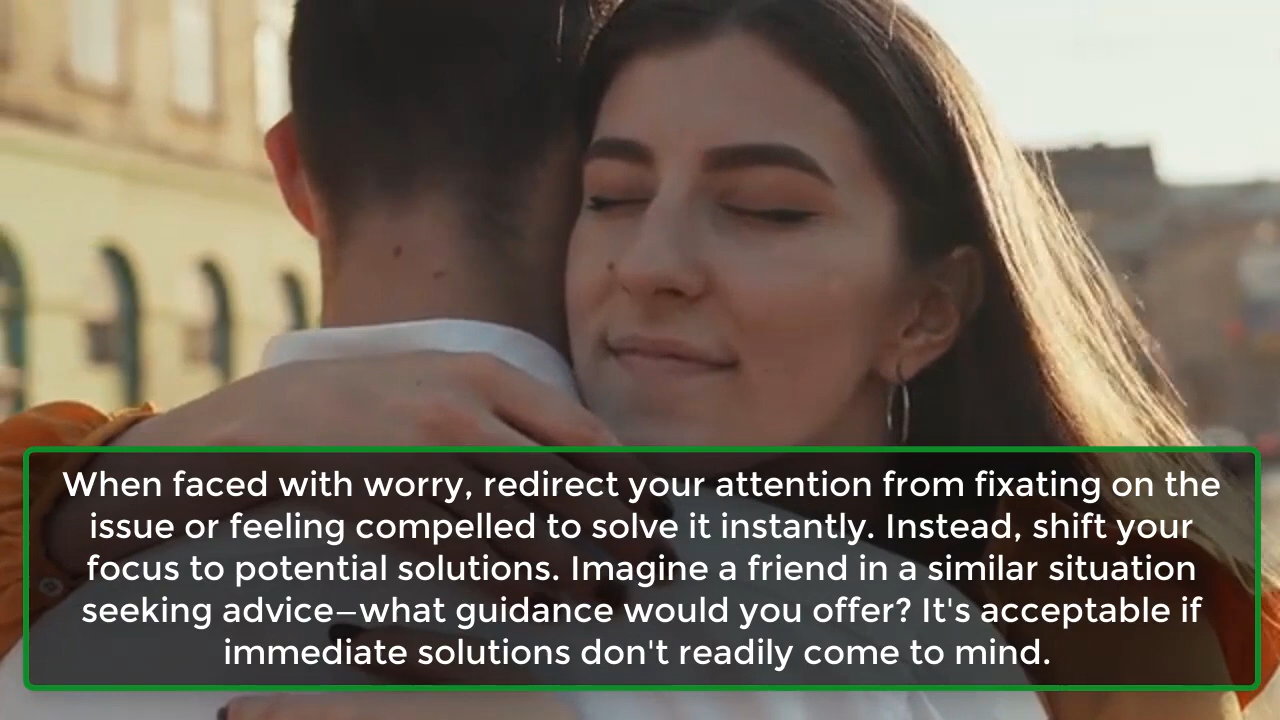 When faced with worry, redirect your attention from fixating on the
issue or feeling compelled to solve it instantly. Instead, shift your
focus to potential solutions. Imagine a friend in a similar situation
seeking advice—what guidance would you offer? It's acceptable if
immediate solutions don't readily come to mind.